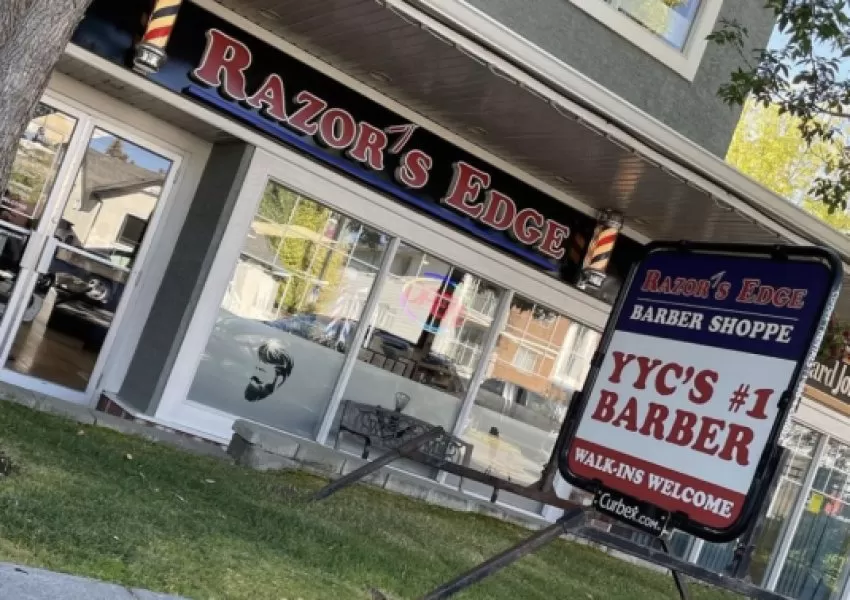 RAZOR'S EDGE
RAZOR'S EDGE
BARBER SHOPPE
YYC'S #1
BARBER
WALK-INS WELCOME
Curbex.com